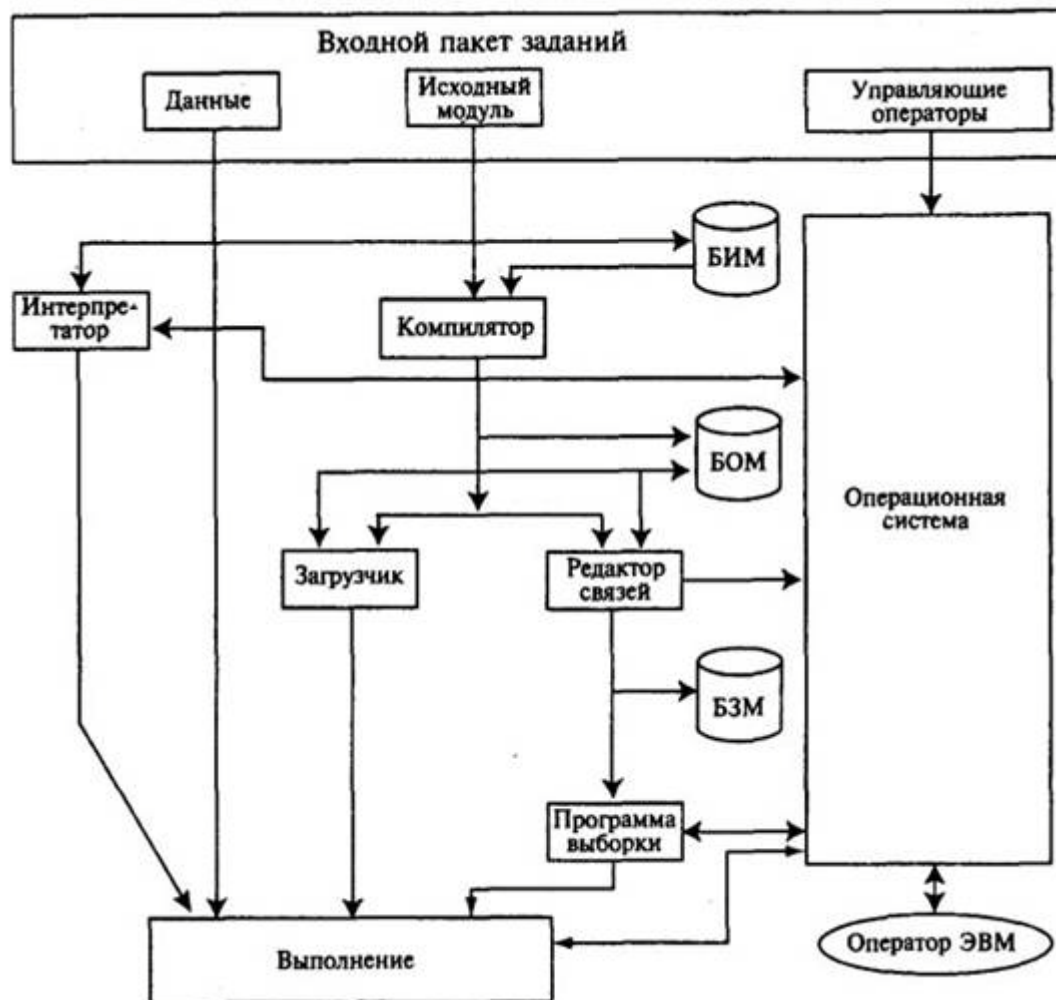 Входной пакет заданий
Данные
Исходный
модуль
Управляющие
операторы
БИМ
Интерпре-
татор
Компилятор
БОМ
Операционная
система
Загрузчик
Редактор
связей
БЗМ
Программа
выборки
Выполнение
Оператор ЭВМ